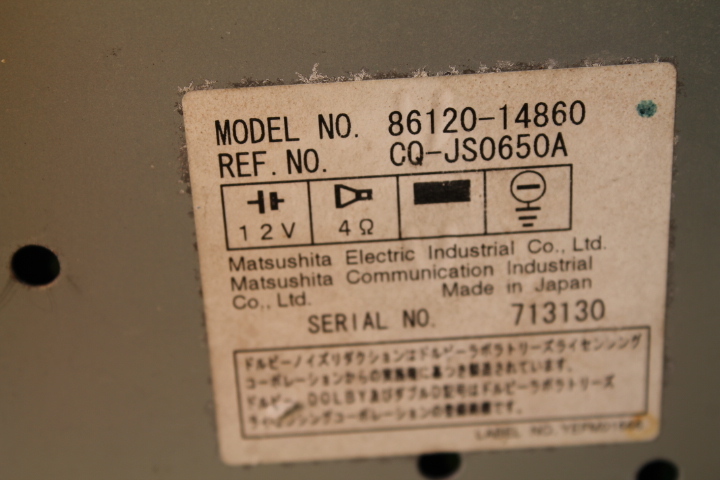 MODEL NO. 86120-14860
REF. NO. CQ-JS0650A
12V 4Ω
Matsushita Electric Industrial Co., Ltd.
Matsushita Communication Industrial
Co., Ltd. Made in Japan
SERIAL NO. 713130
ドルビーノイズリダクションはドルビーラボラトリーズライセンシング
コーポレーションからの実施権に基づき製造されています。
ドルビー、DOLBY及びダブルD記号はドルビーラボラトリーズ
ライセンシングコーポレーションの登録商標です。
LABEL NO.